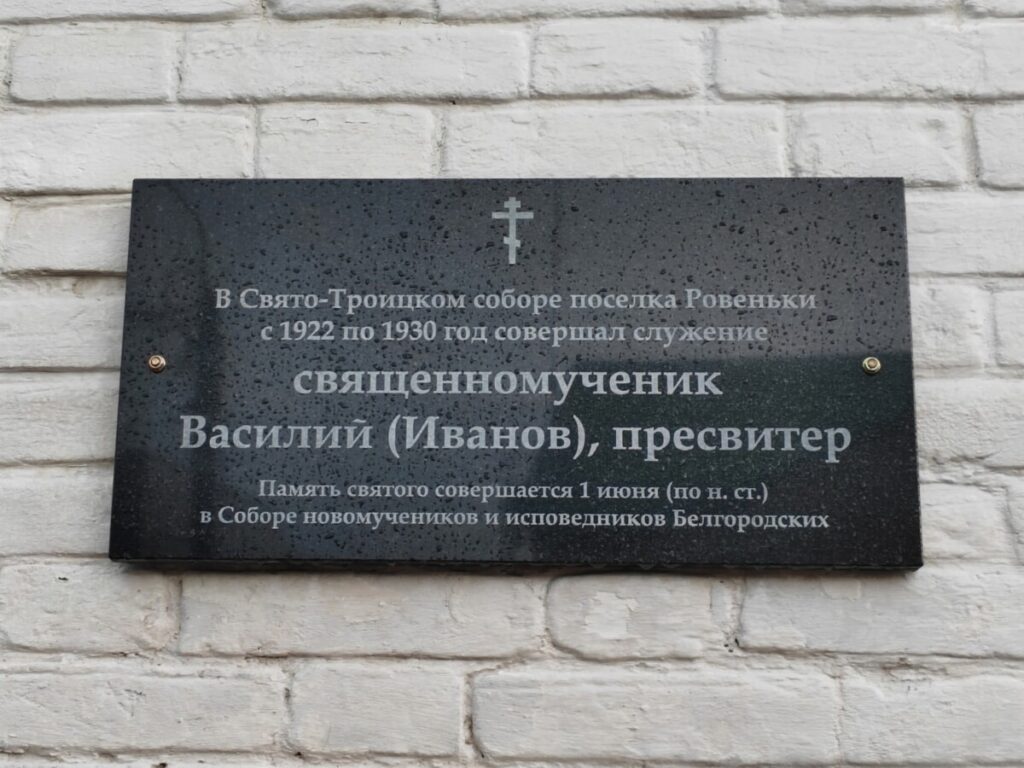 В Свято-Троицком соборе поселка Ровеньки
с 1922 по 1930 год совершал служение
священномученик
Василий (Иванов), пресвитер
Память святого совершается 1 июня (по н. ст.)
в Соборе новомучеников и исповедников Белгородских